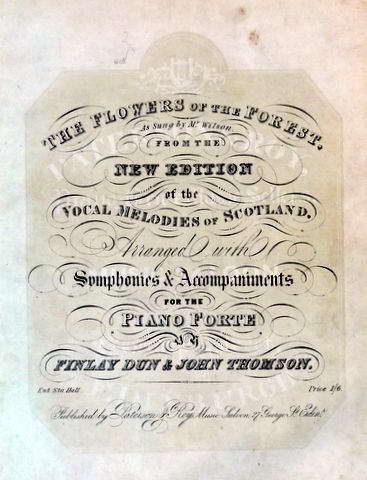 THE FLOWERS OF THE FOREST,
As Sung by Mr. Wilson.
FROM THE
NEW EDITION
of the
VOCAL MELODIES OF SCOTLAND,
Arranged with
Symphonies & Accompaniments
FOR THE
PIANO FORTE
BY
FINLAY DUN & JOHN THOMSON.
Ent. Sta. Hall. Price 1/6.
Published by Paterson & Roy Music Saloon 27 George St. Edinr.